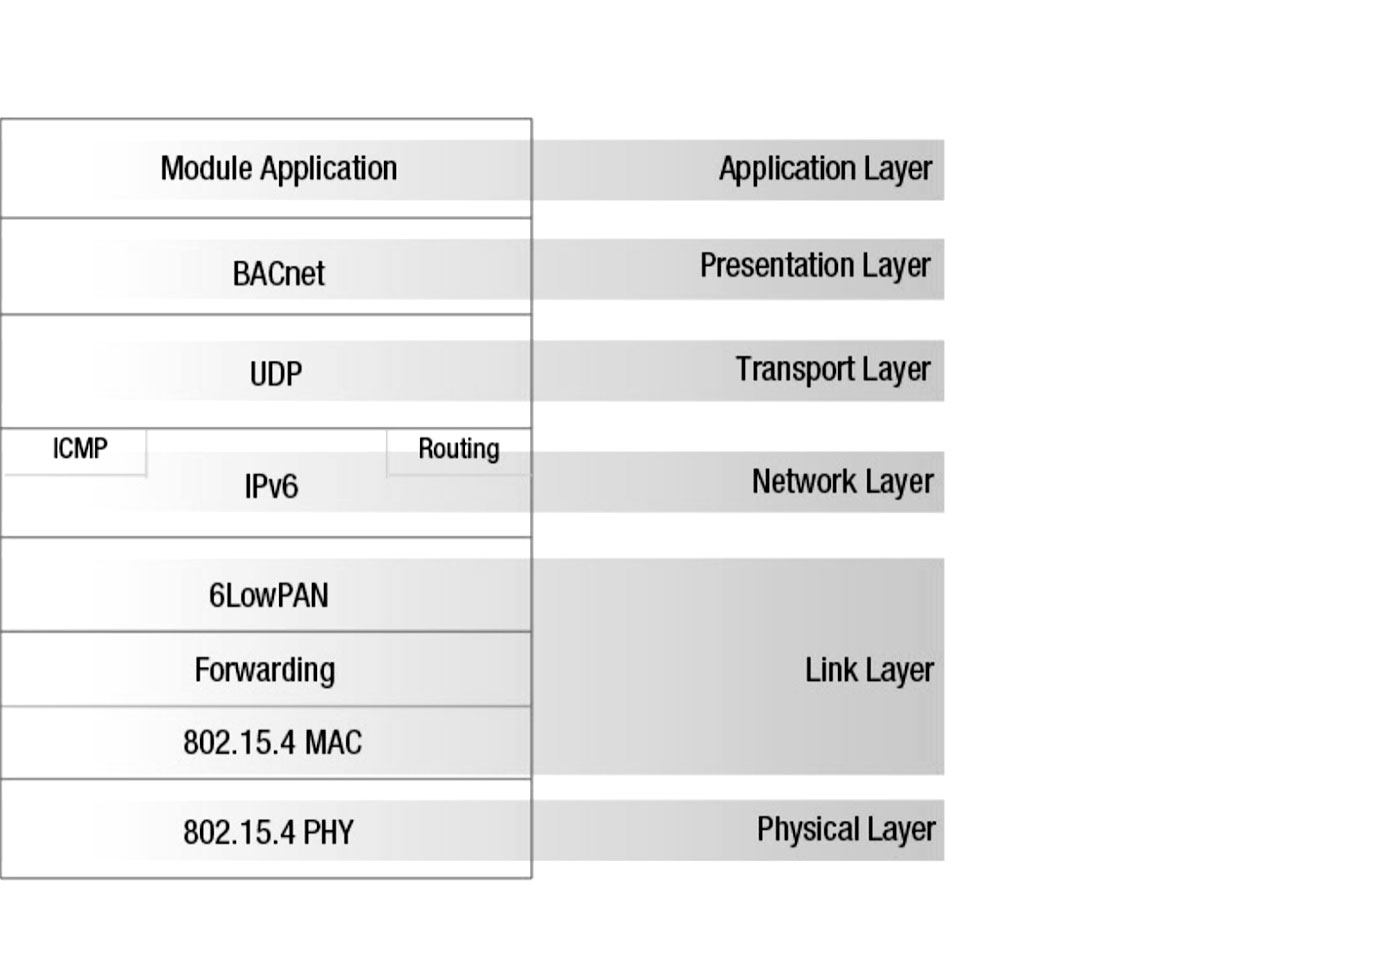 Module Application
Application Layer
BACnet
Presentation Layer
UDP
Transport Layer
ICMP
Routing
IPv6
Network Layer
6LowPAN
Forwarding
Link Layer
802.15.4 MAC
802.15.4 PHY
Physical Layer